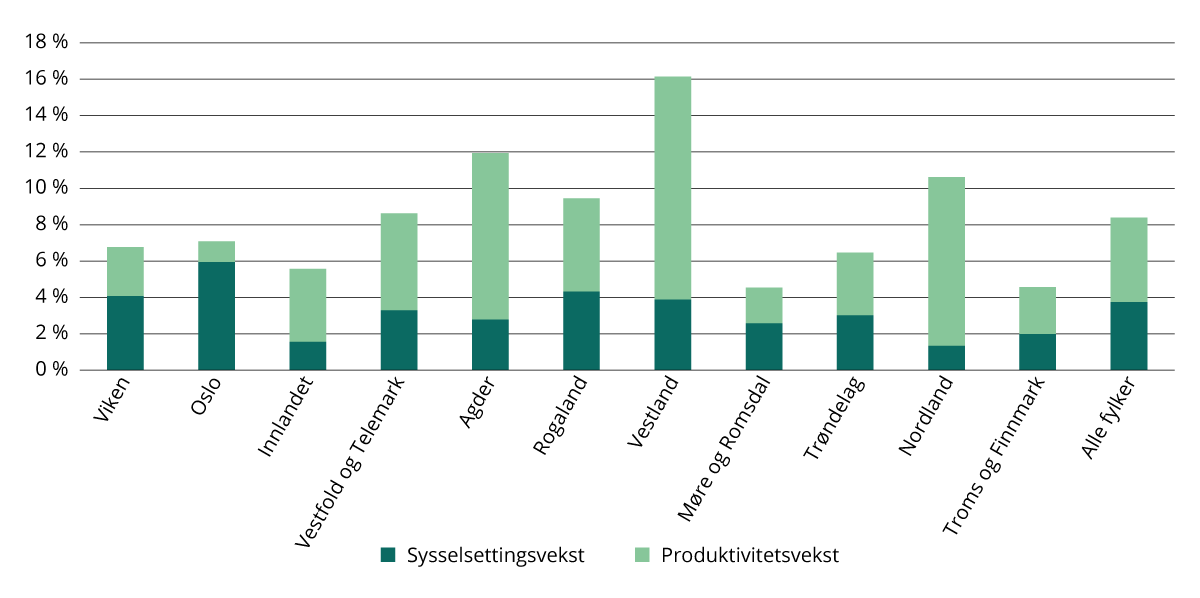 18 %
16 %
14 %
12 %
10 %
8 %
6 %
4 %
2 %
0 %
Viken
Oslo
Innlandet
Vestfold og Telemark
Agder
Rogaland
Vestland
Møre og Romsdal
Trøndelag
Nordland
Troms og Finnmark
Alle fylker
Sysselsettingsvekst
Produktivitetsvekst